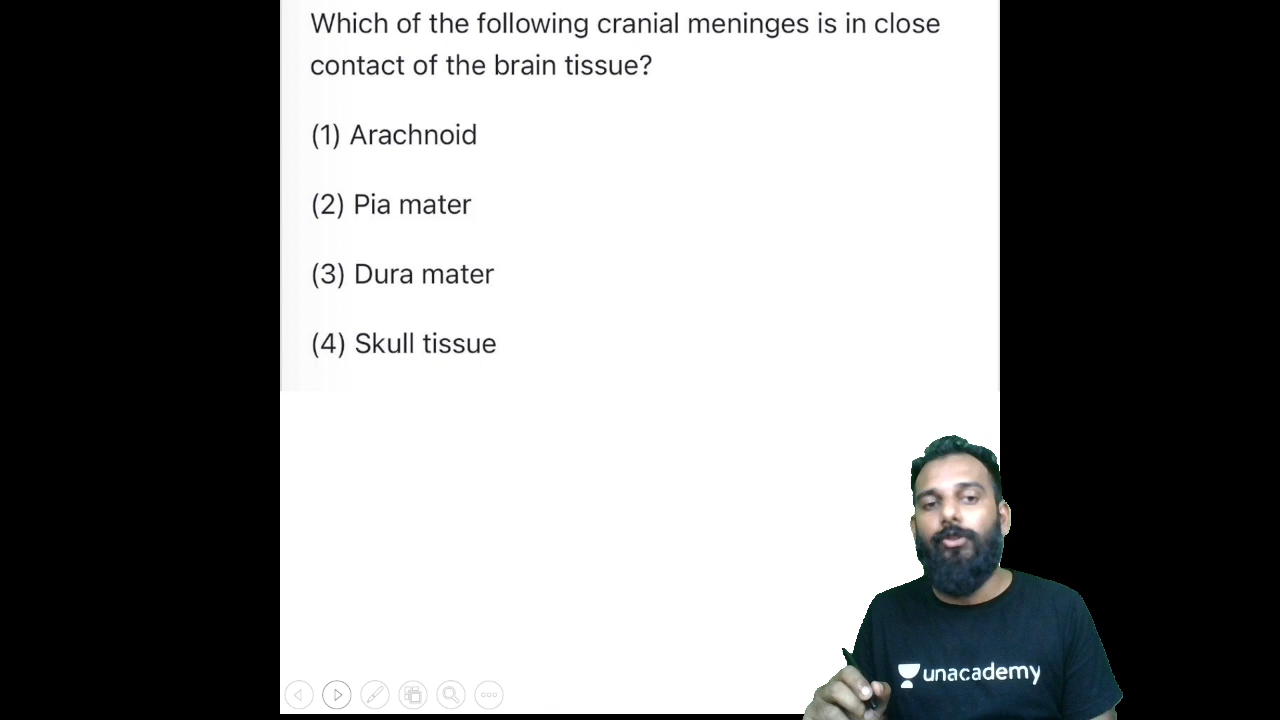 Which of the following cranial meninges is in close
contact of the brain tissue?
(1) Arachnoid
(2) Pia mater
(3) Dura mater
(4) Skull tissue
unacademy